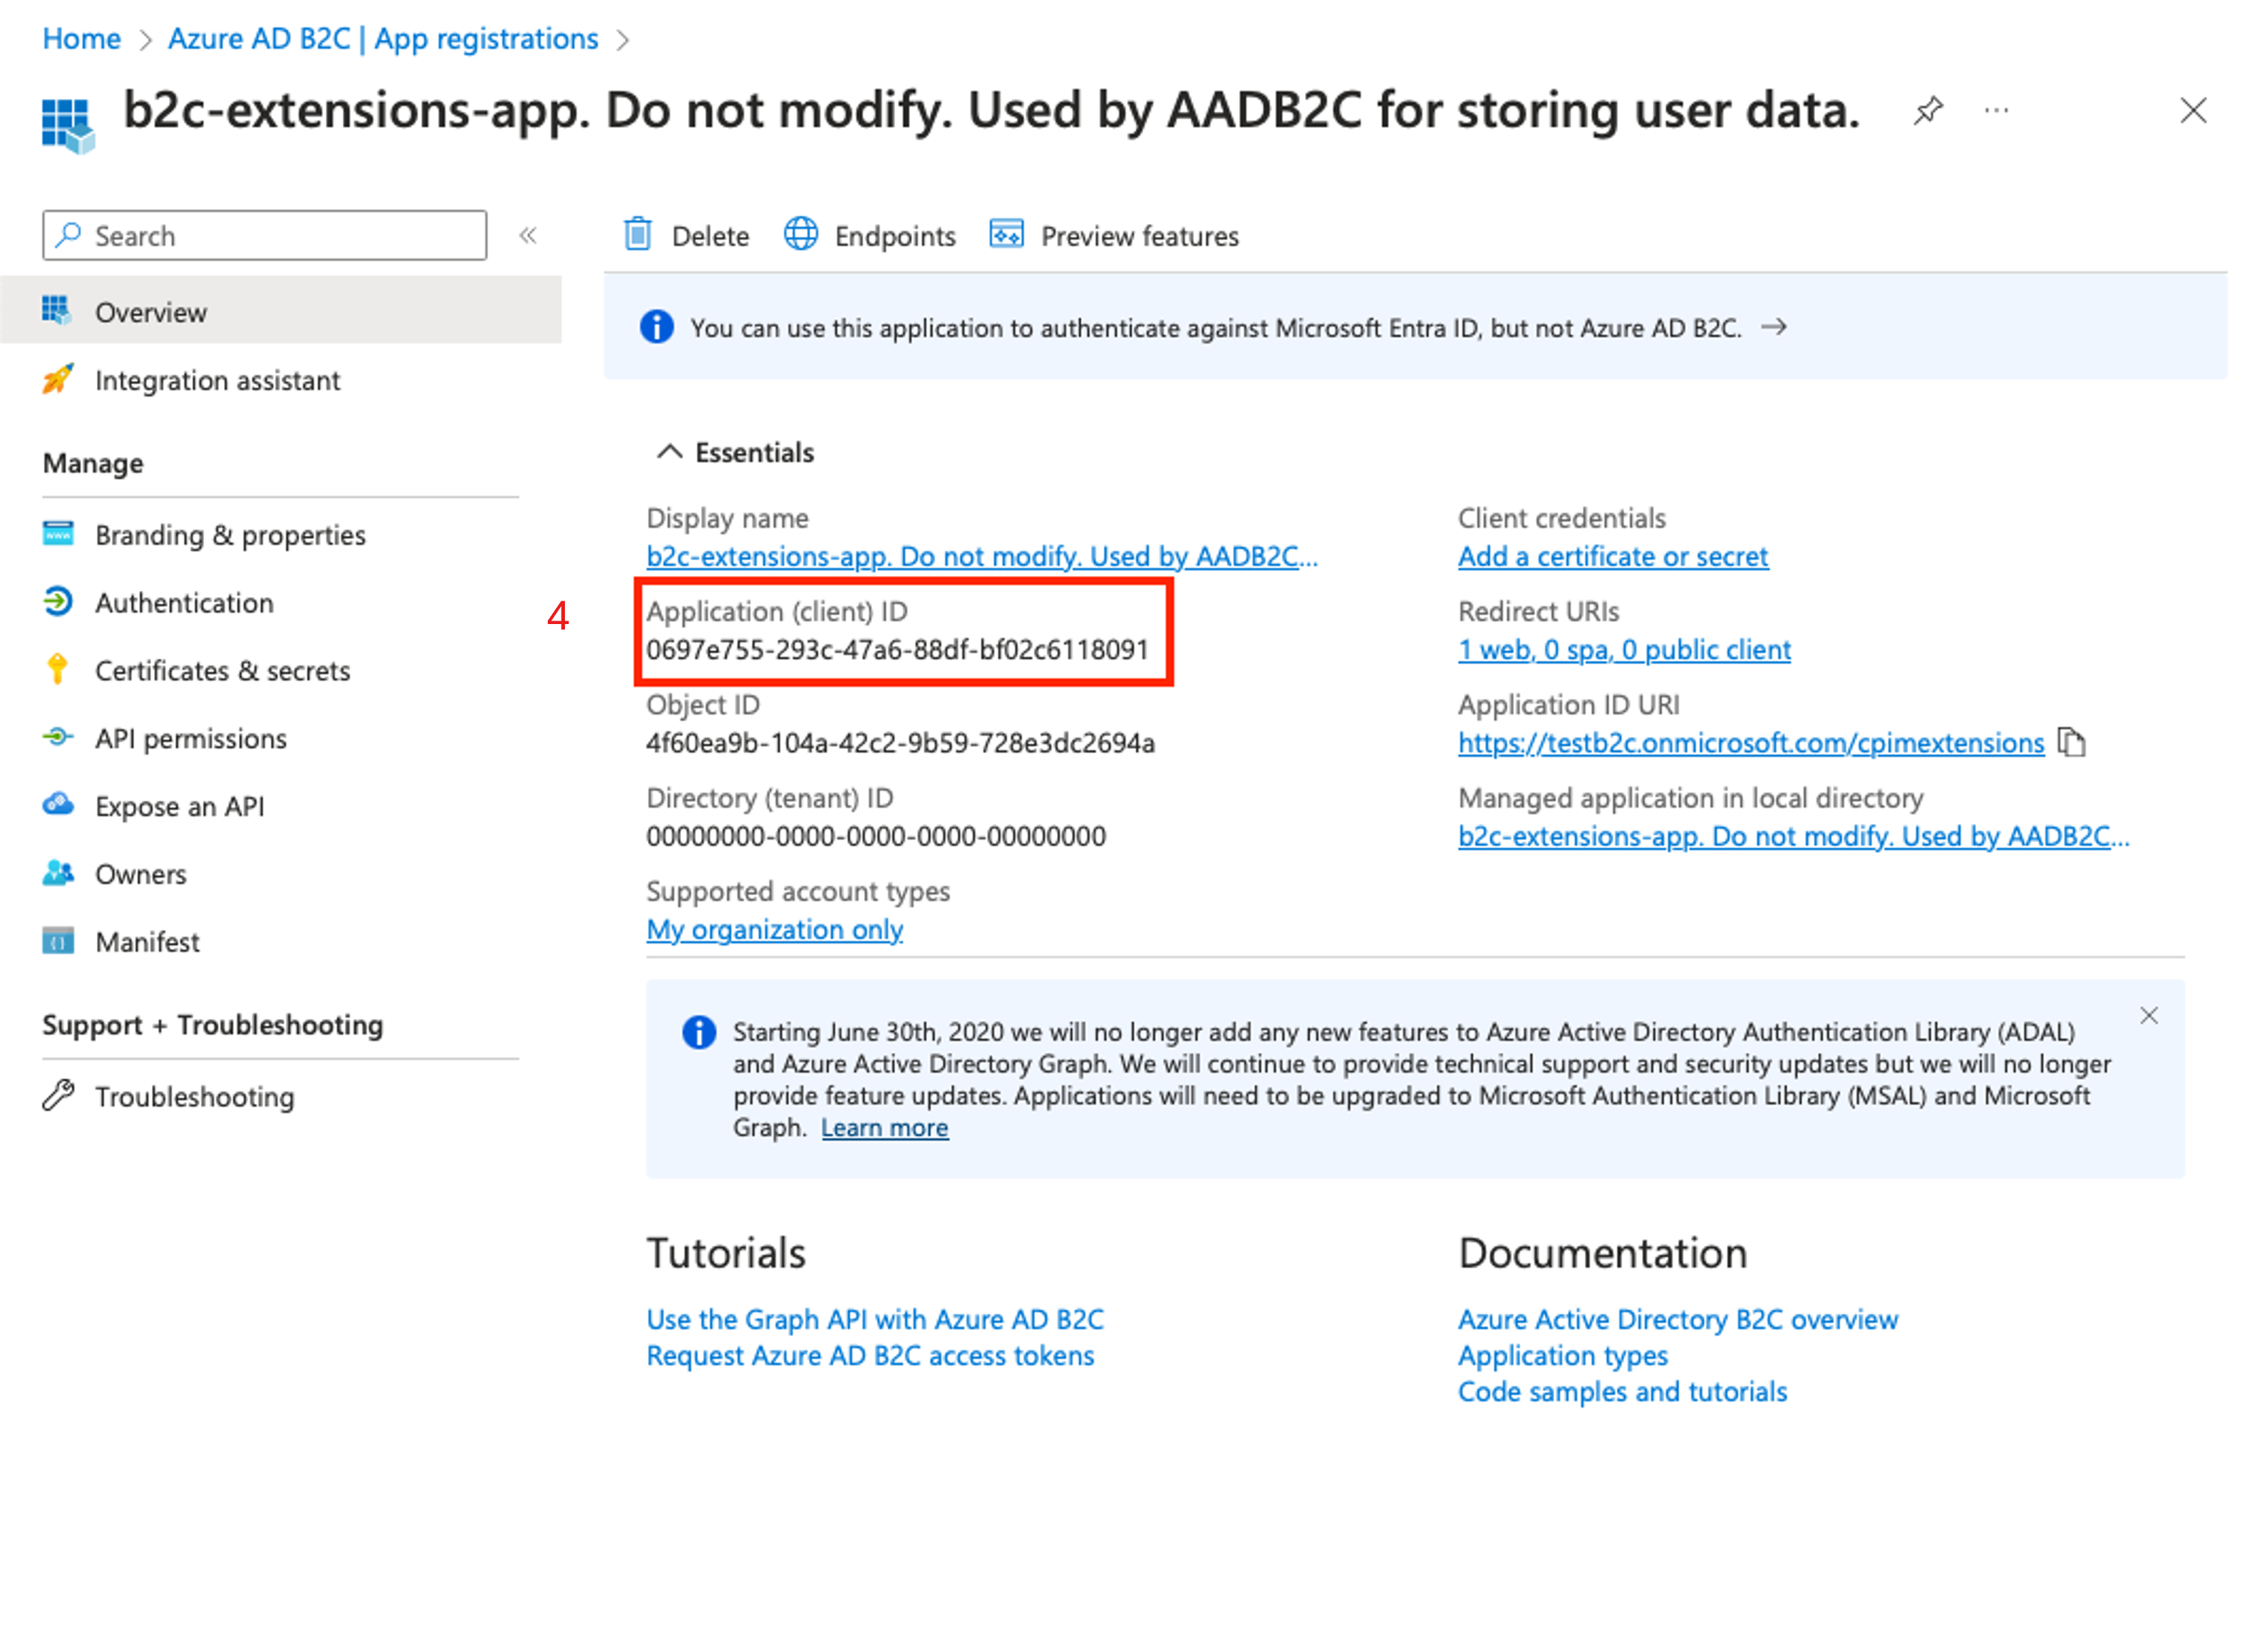 Home > Azure AD B2C | App registrations >
b2c-extensions-app. Do not modify. Used by AADB2C for storing user data.
Search
Delete
Endpoints
Preview features
Overview
Integration assistant
Manage
Branding & properties
Authentication
Certificates & secrets
API permissions
Expose an API
Owners
Manifest
Support + Troubleshooting
Troubleshooting
You can use this application to authenticate against Microsoft Entra ID, but not Azure AD B2C. →
Essentials
Display name
b2c-extensions-app. Do not modify. Used by AADB2C...
4
Application (client) ID
0697e755-293c-47a6-88df-bf02c6118091
Object ID
4f60ea9b-104a-42c2-9b59-728e3dc2694a
Directory (tenant) ID
00000000-0000-0000-0000-00000000
Supported account types
My organization only
Client credentials
Add a certificate or secret
Redirect URIs
1 web, 0 spa, 0 public client
Application ID URI
https://testb2c.onmicrosoft.com/cpimextensions
Managed application in local directory
b2c-extensions-app. Do not modify. Used by AADB2C...
Starting June 30th, 2020 we will no longer add any new features to Azure Active Directory Authentication Library (ADAL)
and Azure Active Directory Graph. We will continue to provide technical support and security updates but we will no longer
provide feature updates. Applications will need to be upgraded to Microsoft Authentication Library (MSAL) and Microsoft
Graph. Learn more
Tutorials
Use the Graph API with Azure AD B2C
Request Azure AD B2C access tokens
Documentation
Azure Active Directory B2C overview
Application types
Code samples and tutorials